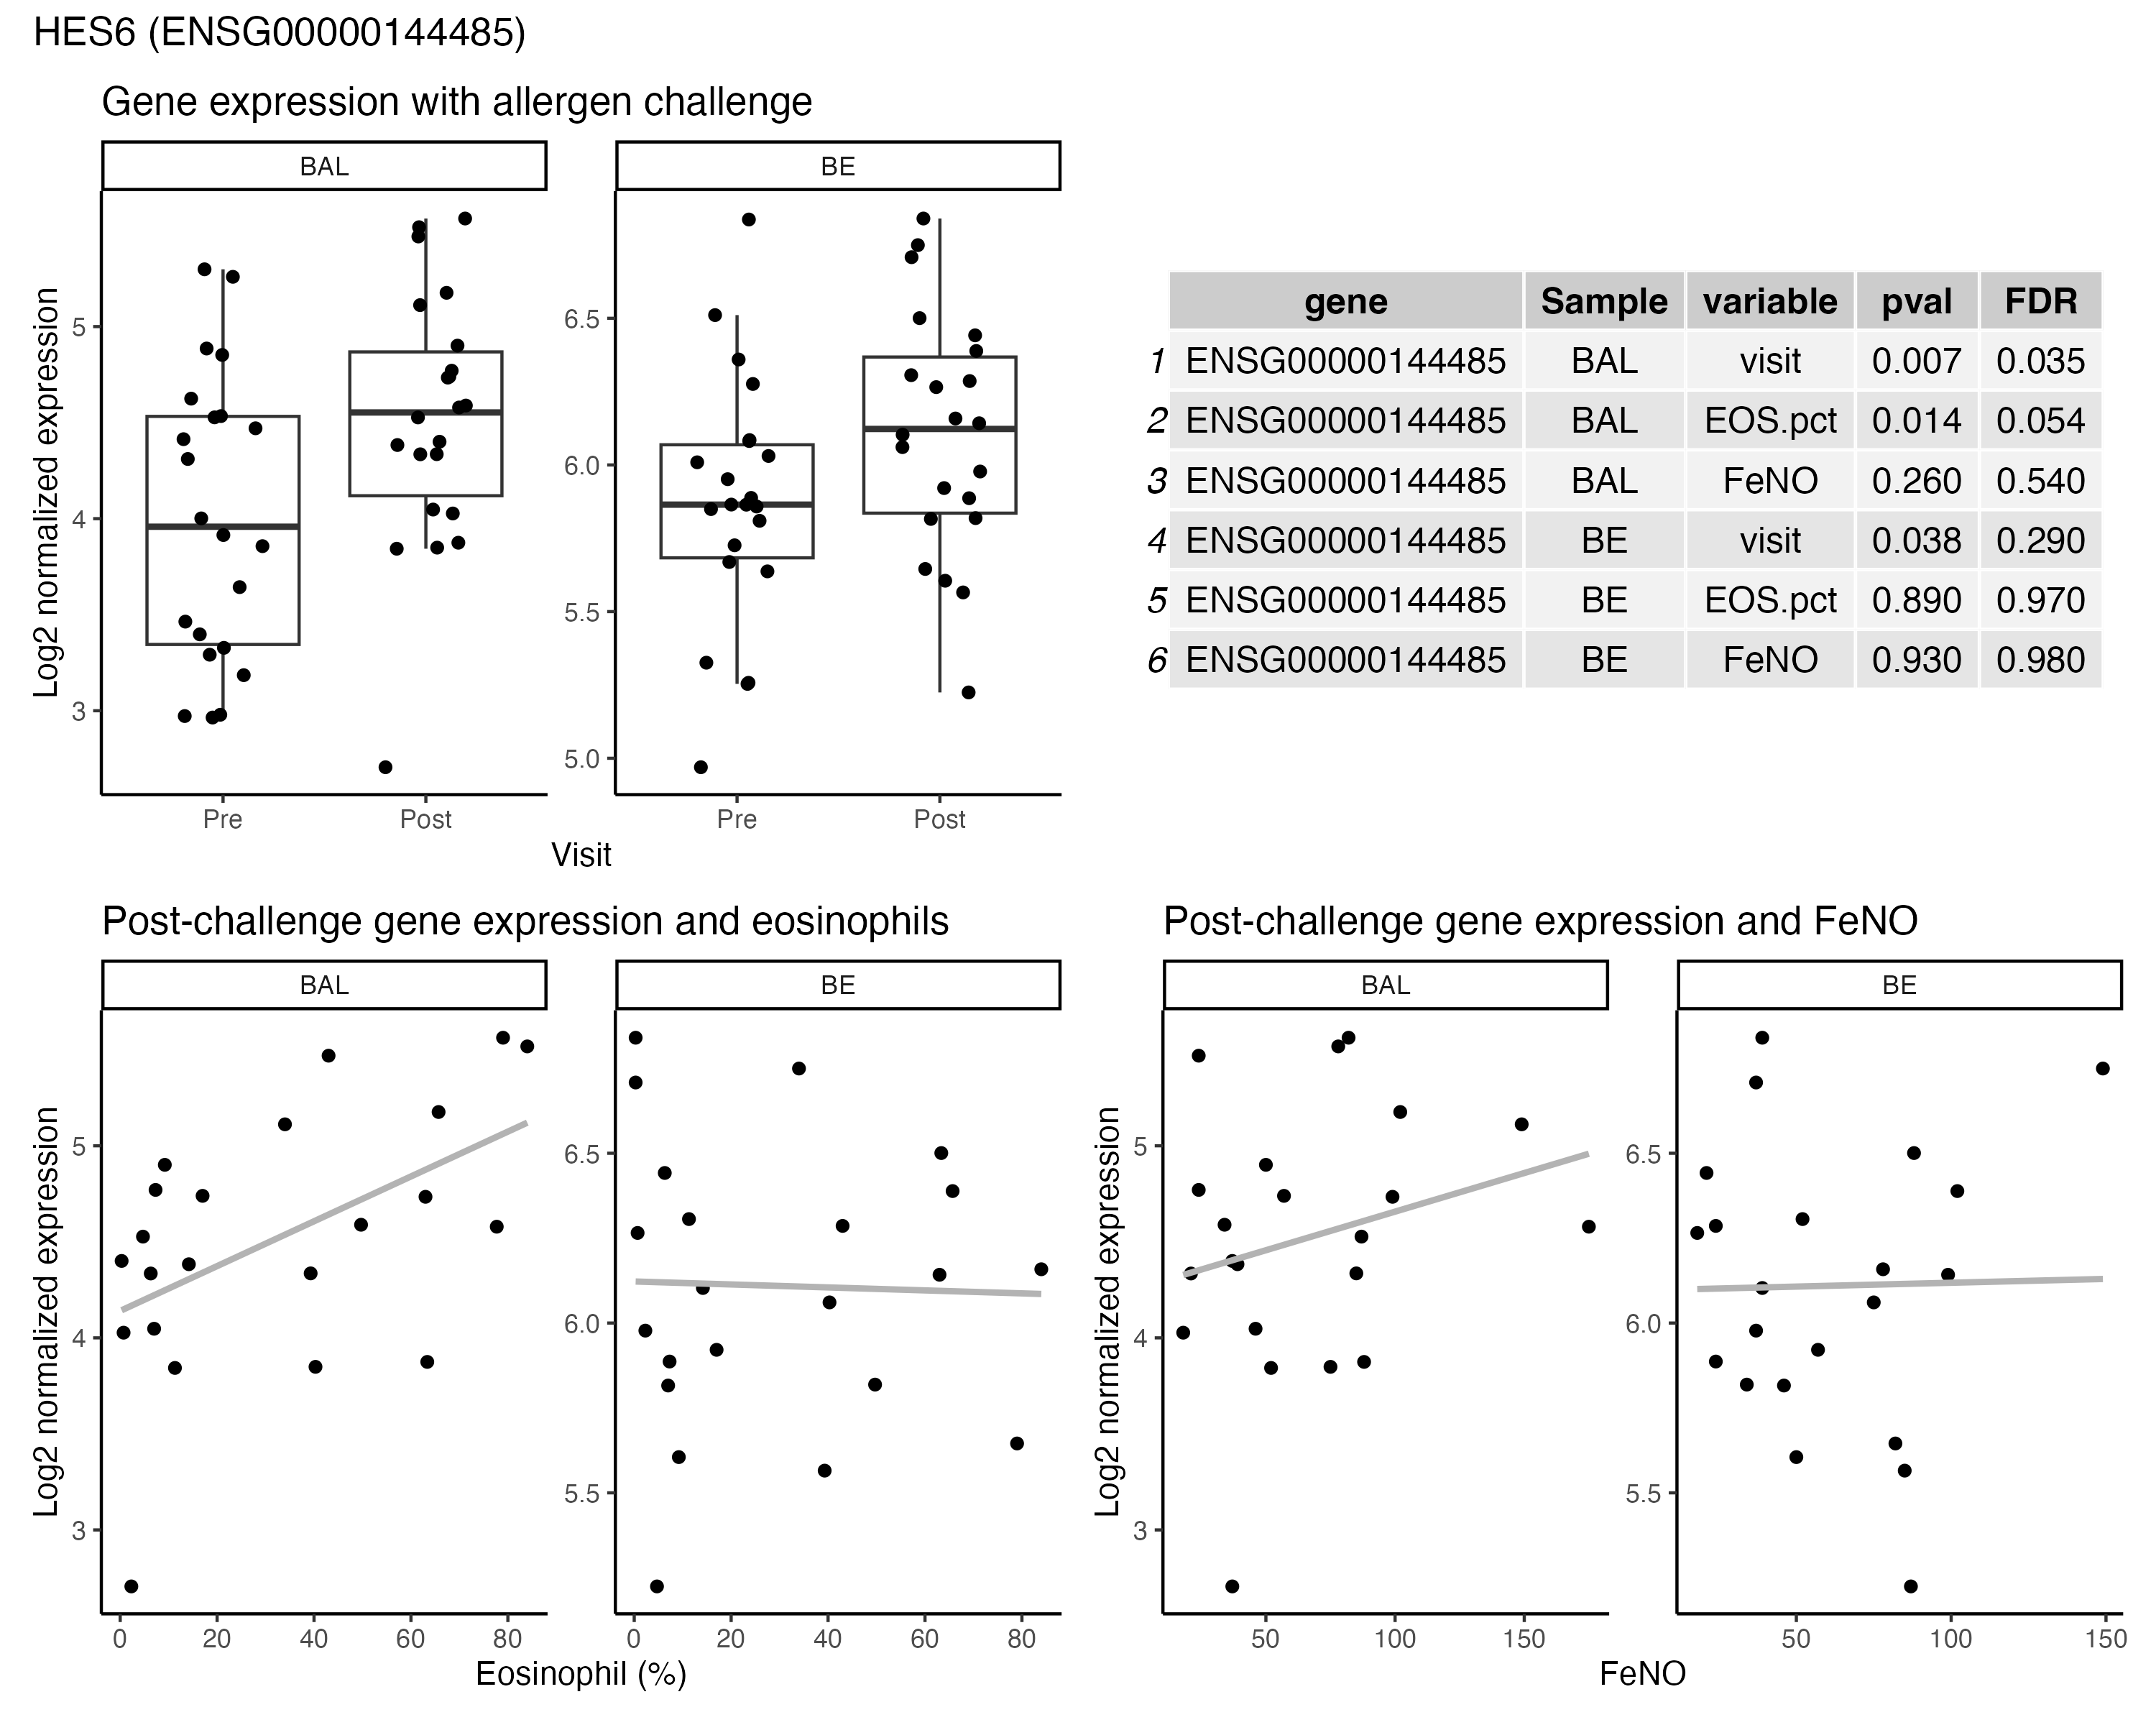 HES6 (ENSG00000144485)
Gene expression with allergen challenge
BAL
BE
Log2 normalized expression
5
4
3
6.5
6.0
5.5
5.0
Pre
Post
Pre
Post
Visit
gene Sample variable pval FDR
1 ENSG00000144485 BAL visit 0.007 0.035
2 ENSG00000144485 BAL EOS.pct 0.014 0.054
3 ENSG00000144485 BAL FeNO 0.260 0.540
4 ENSG00000144485 BE visit 0.038 0.290
5 ENSG00000144485 BE EOS.pct 0.890 0.970
6 ENSG00000144485 BE FeNO 0.930 0.980
Post-challenge gene expression and eosinophils
BAL
BE
Log2 normalized expression
5
4
3
6.5
6.0
5.5
0 20 40 60 80
0 20 40 60 80
Eosinophil (%)
Post-challenge gene expression and FeNO
BAL
BE
Log2 normalized expression
5
4
3
6.5
6.0
5.5
50 100 150
50 100 150
FeNO